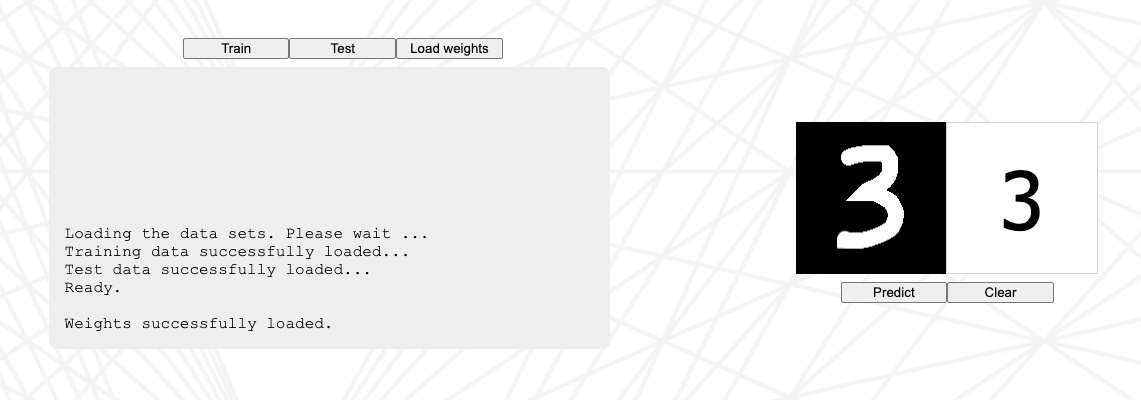 Train Test Load weights
Loading the data sets. Please wait ...
Training data successfully loaded...
Test data successfully loaded...
Ready.
Weights successfully loaded.
3 3
Predict Clear